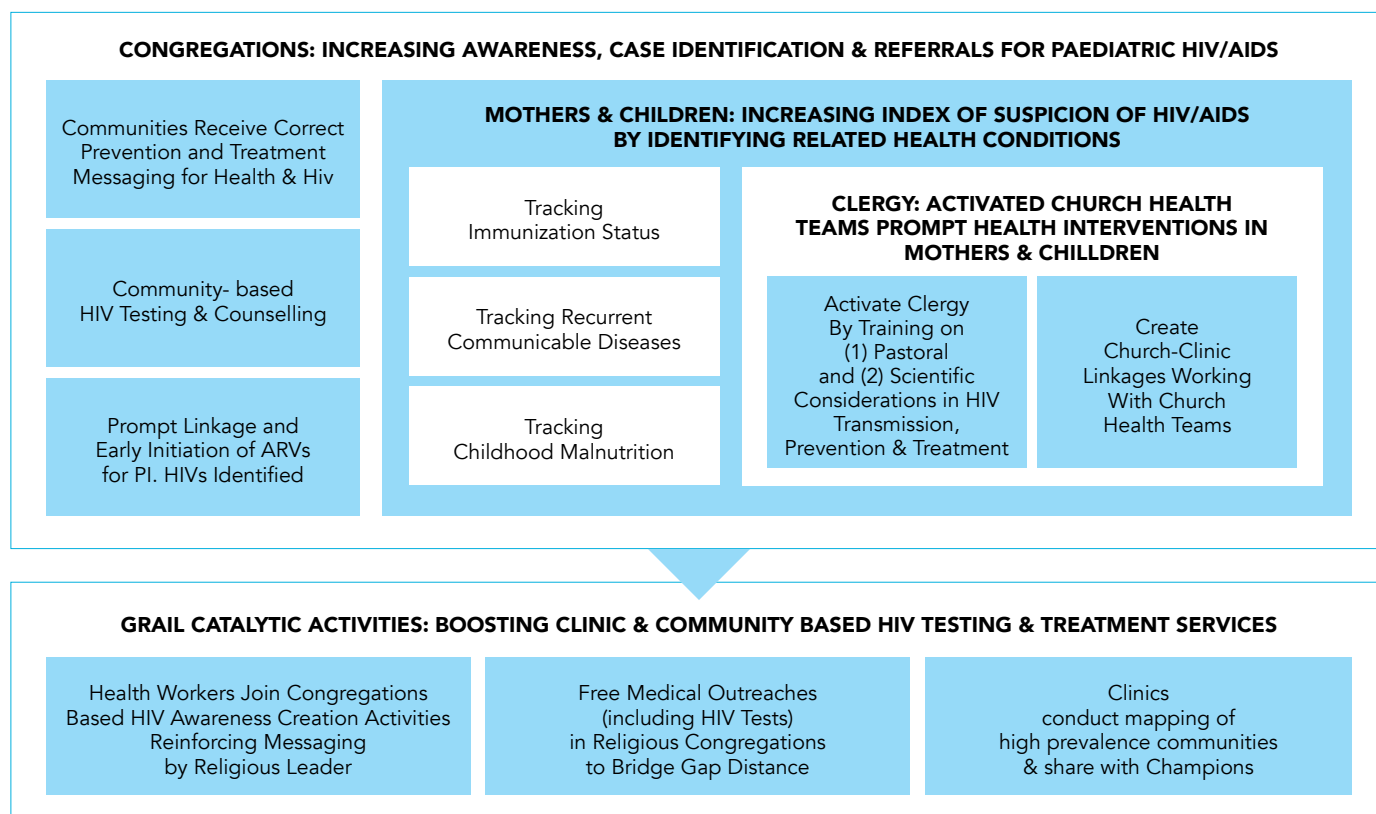 CONGREGATIONS: INCREASING AWARENESS, CASE IDENTIFICATION & REFERRALS FOR PAEDIATRIC HIV/AIDS
Communities Receive Correct
Prevention and Treatment
Messaging for Health & Hiv
Community- based
HIV Testing & Counselling
Prompt Linkage and
Early Initiation of ARVs
for PI. HIVs Identified
MOTHERS & CHILDREN: INCREASING INDEX OF SUSPICION OF HIV/AIDS
BY IDENTIFYING RELATED HEALTH CONDITIONS
Tracking
Immunization Status
Tracking Recurrent
Communicable Diseases
Tracking
Childhood Malnutrition
CLERGY: ACTIVATED CHURCH HEALTH
TEAMS PROMPT HEALTH INTERVENTIONS IN
MOTHERS & CHILLDREN
Activate Clergy
By Training on
(1) Pastoral
and (2) Scientific
Considerations in HIV
Transmission,
Prevention & Treatment
Create
Church-Clinic
Linkages Working
With Church
Health Teams
GRAIL CATALYTIC ACTIVITIES: BOOSTING CLINIC & COMMUNITY BASED HIV TESTING & TREATMENT SERVICES
Health Workers Join Congregations
Based HIV Awareness Creation Activities
Reinforcing Messaging
by Religious Leader
Free Medical Outreaches
(including HIV Tests)
in Religious Congregations
to Bridge Gap Distance
Clinics
conduct mapping of
high prevalence communities
& share with Champions